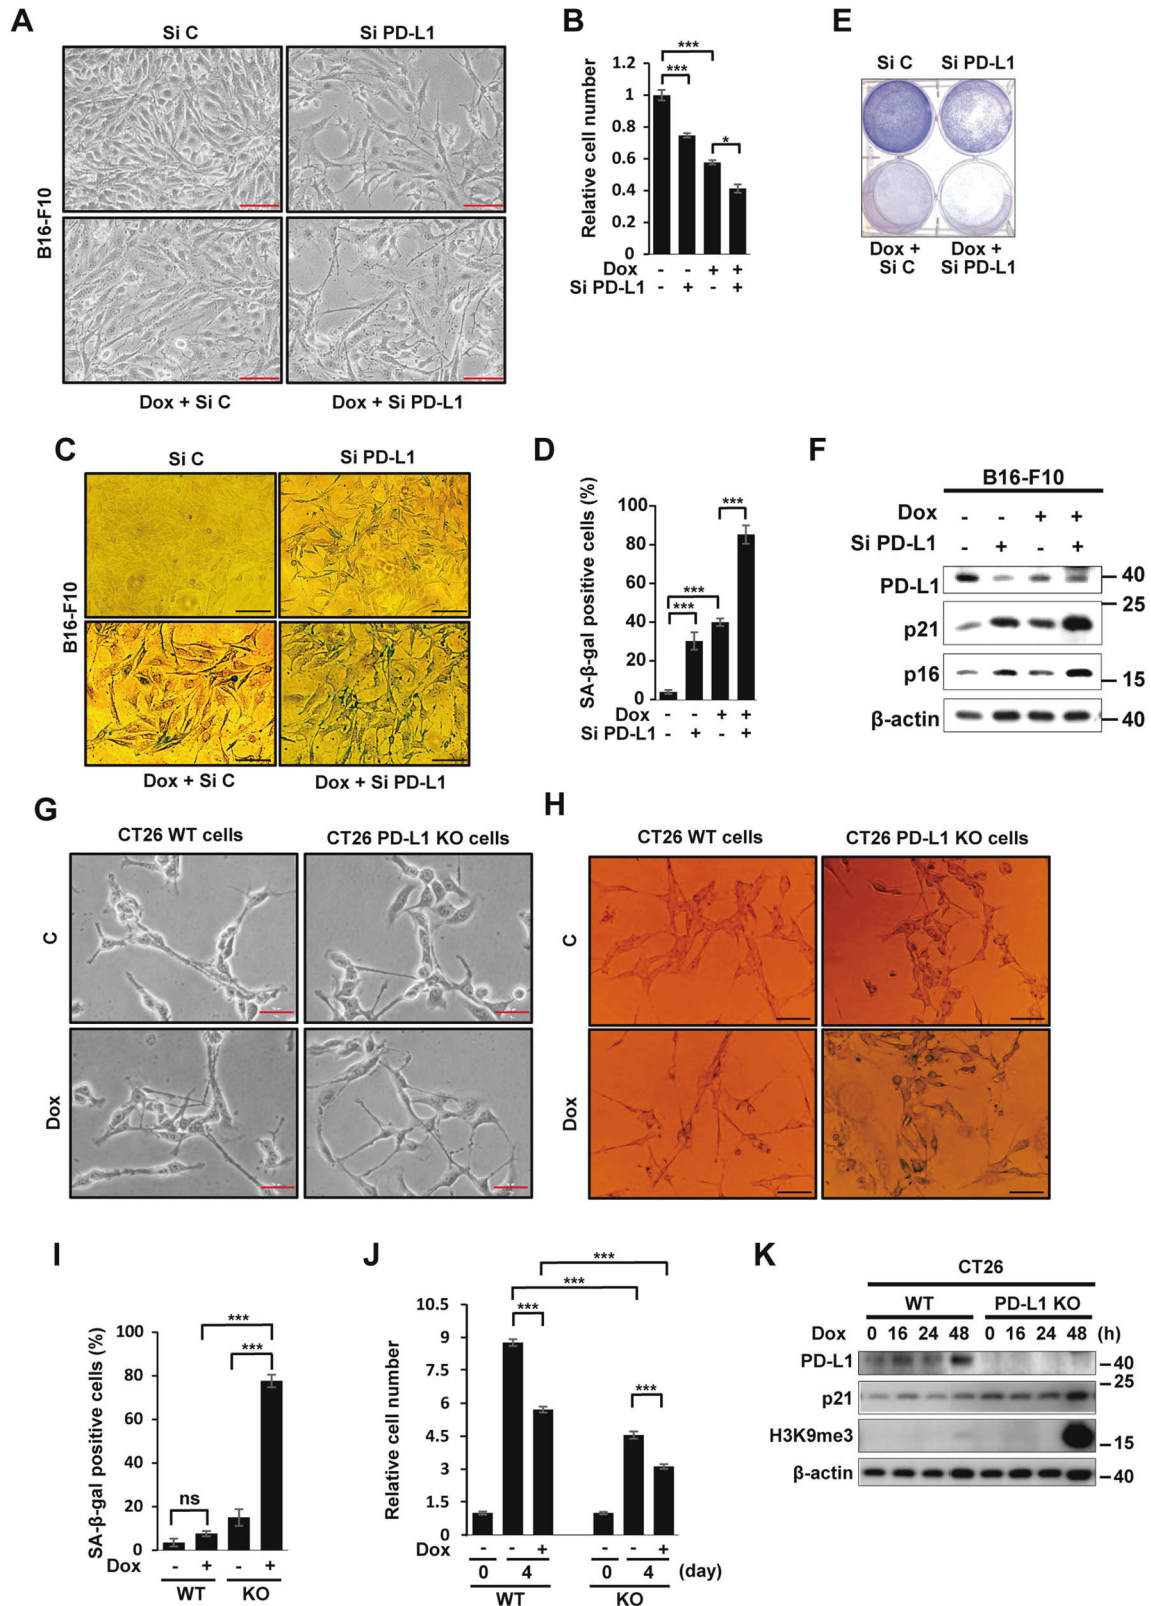 A
Si C
Si PD-L1
B16-F10
Dox + Si C
Dox + Si PD-L1
B
Relative cell number
1.2
1
0.8
0.6
0.4
0.2
0
***
***
*
Dox - - + +
Si PD-L1 - + - +
E
Si C Si PD-L1
Dox + Dox +
Si C Si PD-L1
C
Si C
Si PD-L1
B16-F10
Dox + Si C
Dox + Si PD-L1
D
SA-β-gal positive cells (%)
100
80
60
40
20
0
***
***
***
Dox - - + +
Si PD-L1 - + - +
F
B16-F10
Dox - - + +
Si PD-L1 - + - +
PD-L1 40
25
p21
p16 15
β-actin 40
G
CT26 WT cells CT26 PD-L1 KO cells
C
Dox
H
CT26 WT cells CT26 PD-L1 KO cells
C
Dox
I
SA-β-gal positive cells (%)
100
80
60
40
20
0
***
***
ns
Dox - + - +
WT KO
J
Relative cell number
10.5
9
7.5
6
4.5
3
1.5
0
***
***
***
***
Dox - - + - - +
0 4 0 4 (day)
WT KO
K
CT26
WT PD-L1 KO
Dox 0 16 24 48 0 16 24 48 (h)
PD-L1 40
25
p21
H3K9me3 15
β-actin 40